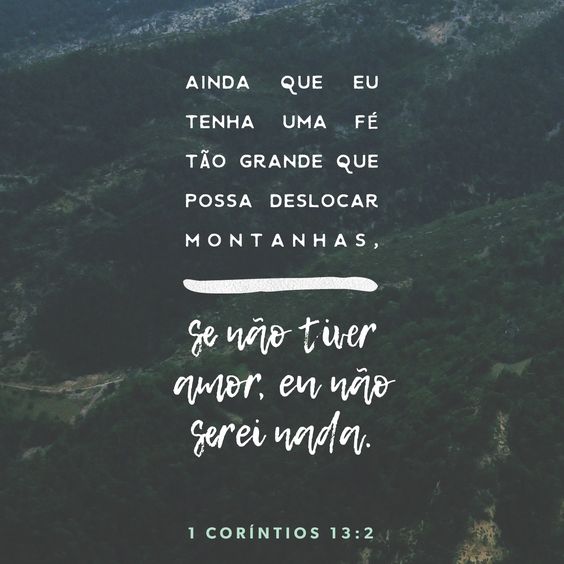 AINDA QUE EU
TENHA UMA FÉ
TÃO GRANDE QUE
POSSA DESLOCAR
MONTANHAS,
se não tiver
amor, eu não
serei nada.
1 CORÍNTIOS 13:2